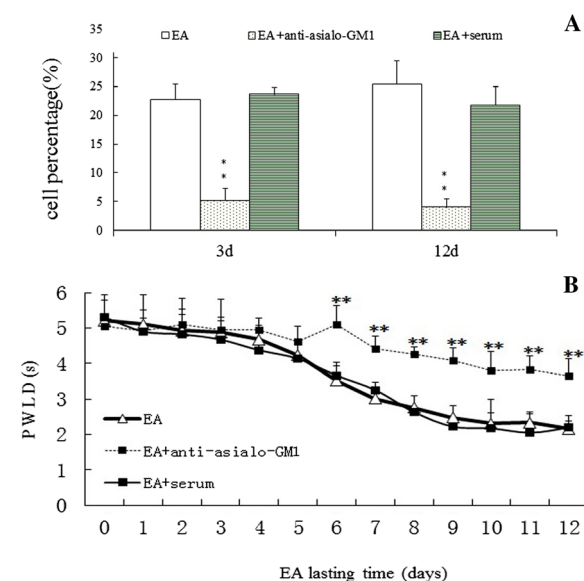 A
EA EA+anti-asialo-GM1 EA+serum
cell percentage(%)
35
30
25
20
15
10
5
0
* *
* *
3d 12d
B
PWLD(s)
6
5
4
3
2
1
0
** ** ** ** ** ** **
EA
EA+anti-asialo-GM1
EA+serum
0 1 2 3 4 5 6 7 8 9 10 11 12
EA lasting time (days)